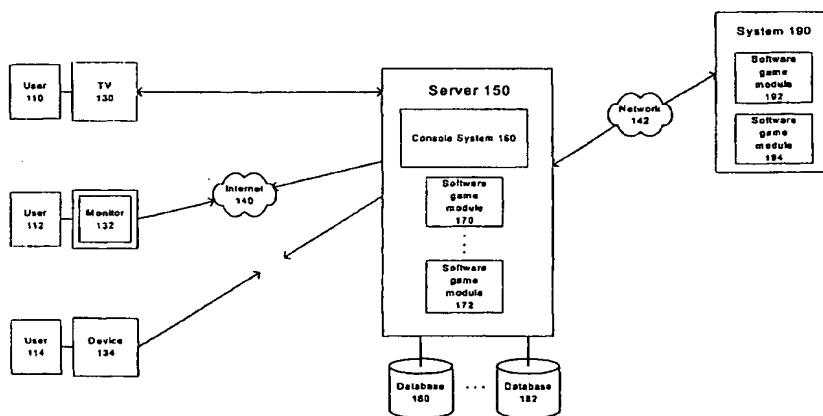 User
110
TV
130
User
112
Monitor
132
User
114
Device
134
Internet
140
Server 150
Console System 160
Software
game
module
170
Software
game
module
172
Database
180
. . .
Database
182
Network
142
System 190
Software
game
module
192
Software
game
module
194